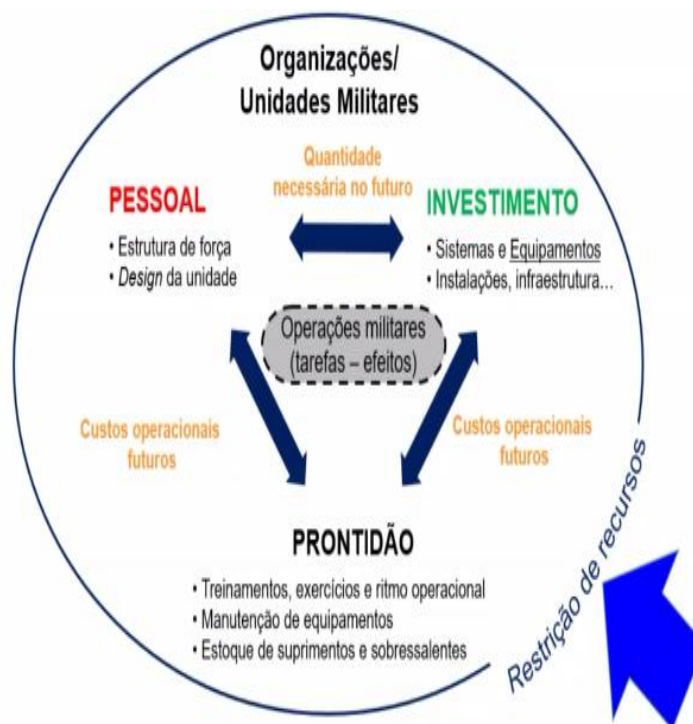 Organizações/
Unidades Militares
Quantidade
necessária no futuro
PESSOAL
• Estrutura de força
• Design da unidade
INVESTIMENTO
• Sistemas e Equipamentos
• Instalações, infraestrutura...
Operações militares
(tarefas – efeitos)
Custos operacionais
futuros
Custos operacionais
futuros
PRONTIDÃO
• Treinamentos, exercícios e ritmo operacional
• Manutenção de equipamentos
• Estoque de suprimentos e sobressalentes
Restrição de recursos